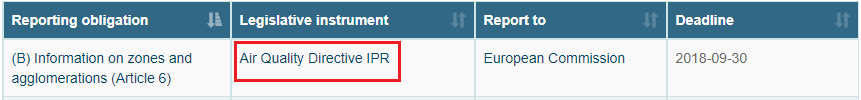 Reporting obligation Legislative instrument Report to Deadline
(B) Information on zones and Air Quality Directive IPR European Commission 2018-09-30
agglomerations (Article 6)